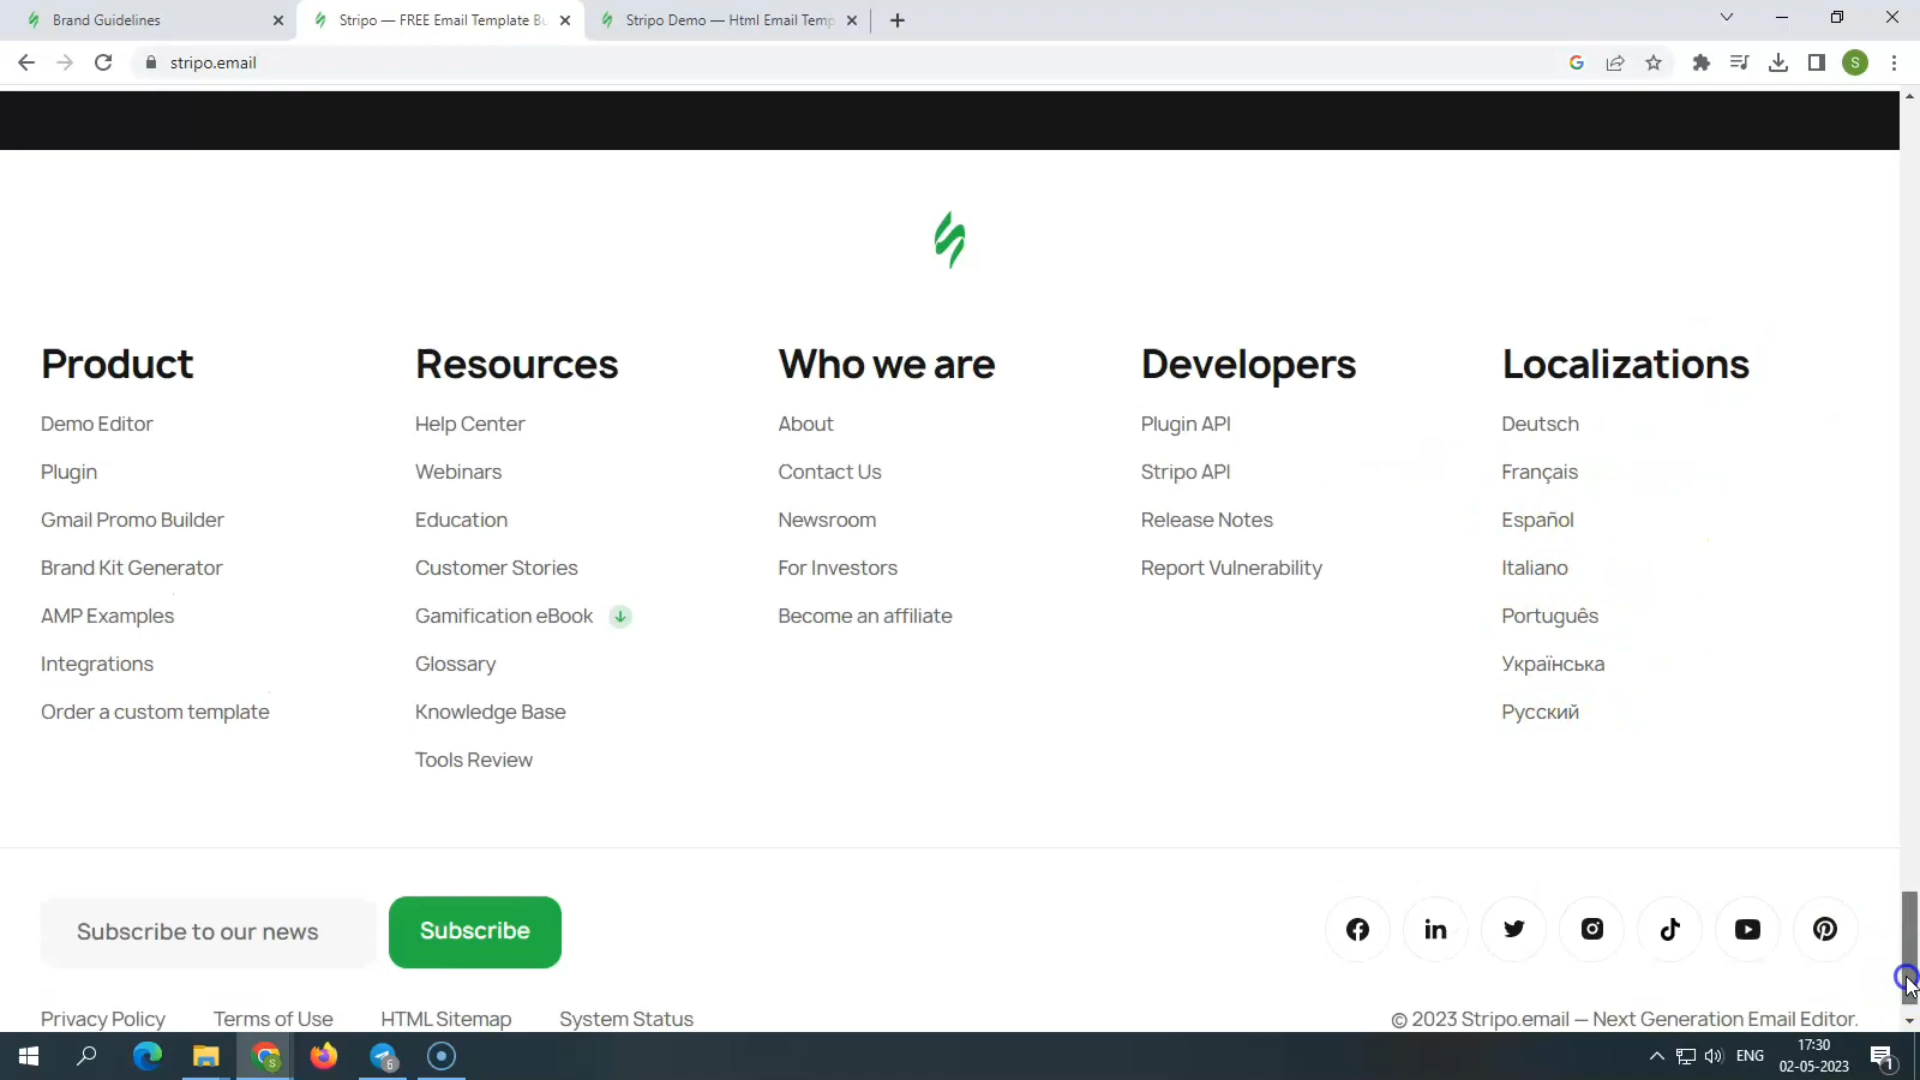 Brand Guidelines
Stripo — FREE Email Template Bu
Stripo Demo — Html Email Temp
stripo.email
S
Product
Demo Editor
Plugin
Gmail Promo Builder
Brand Kit Generator
AMP Examples
Integrations
Order a custom template
Resources
Help Center
Webinars
Education
Customer Stories
Gamification eBook
Glossary
Knowledge Base
Tools Review
Who we are
About
Contact Us
Newsroom
For Investors
Become an affiliate
Developers
Plugin API
Stripo API
Release Notes
Report Vulnerability
Localizations
Deutsch
Français
Español
Italiano
Português
Українська
Русский
Subscribe to our news
Subscribe
Privacy Policy
Terms of Use
HTML Sitemap
System Status
© 2023 Stripo.email — Next Generation Email Editor.
S
6
ENG
17:30
02-05-2023
1